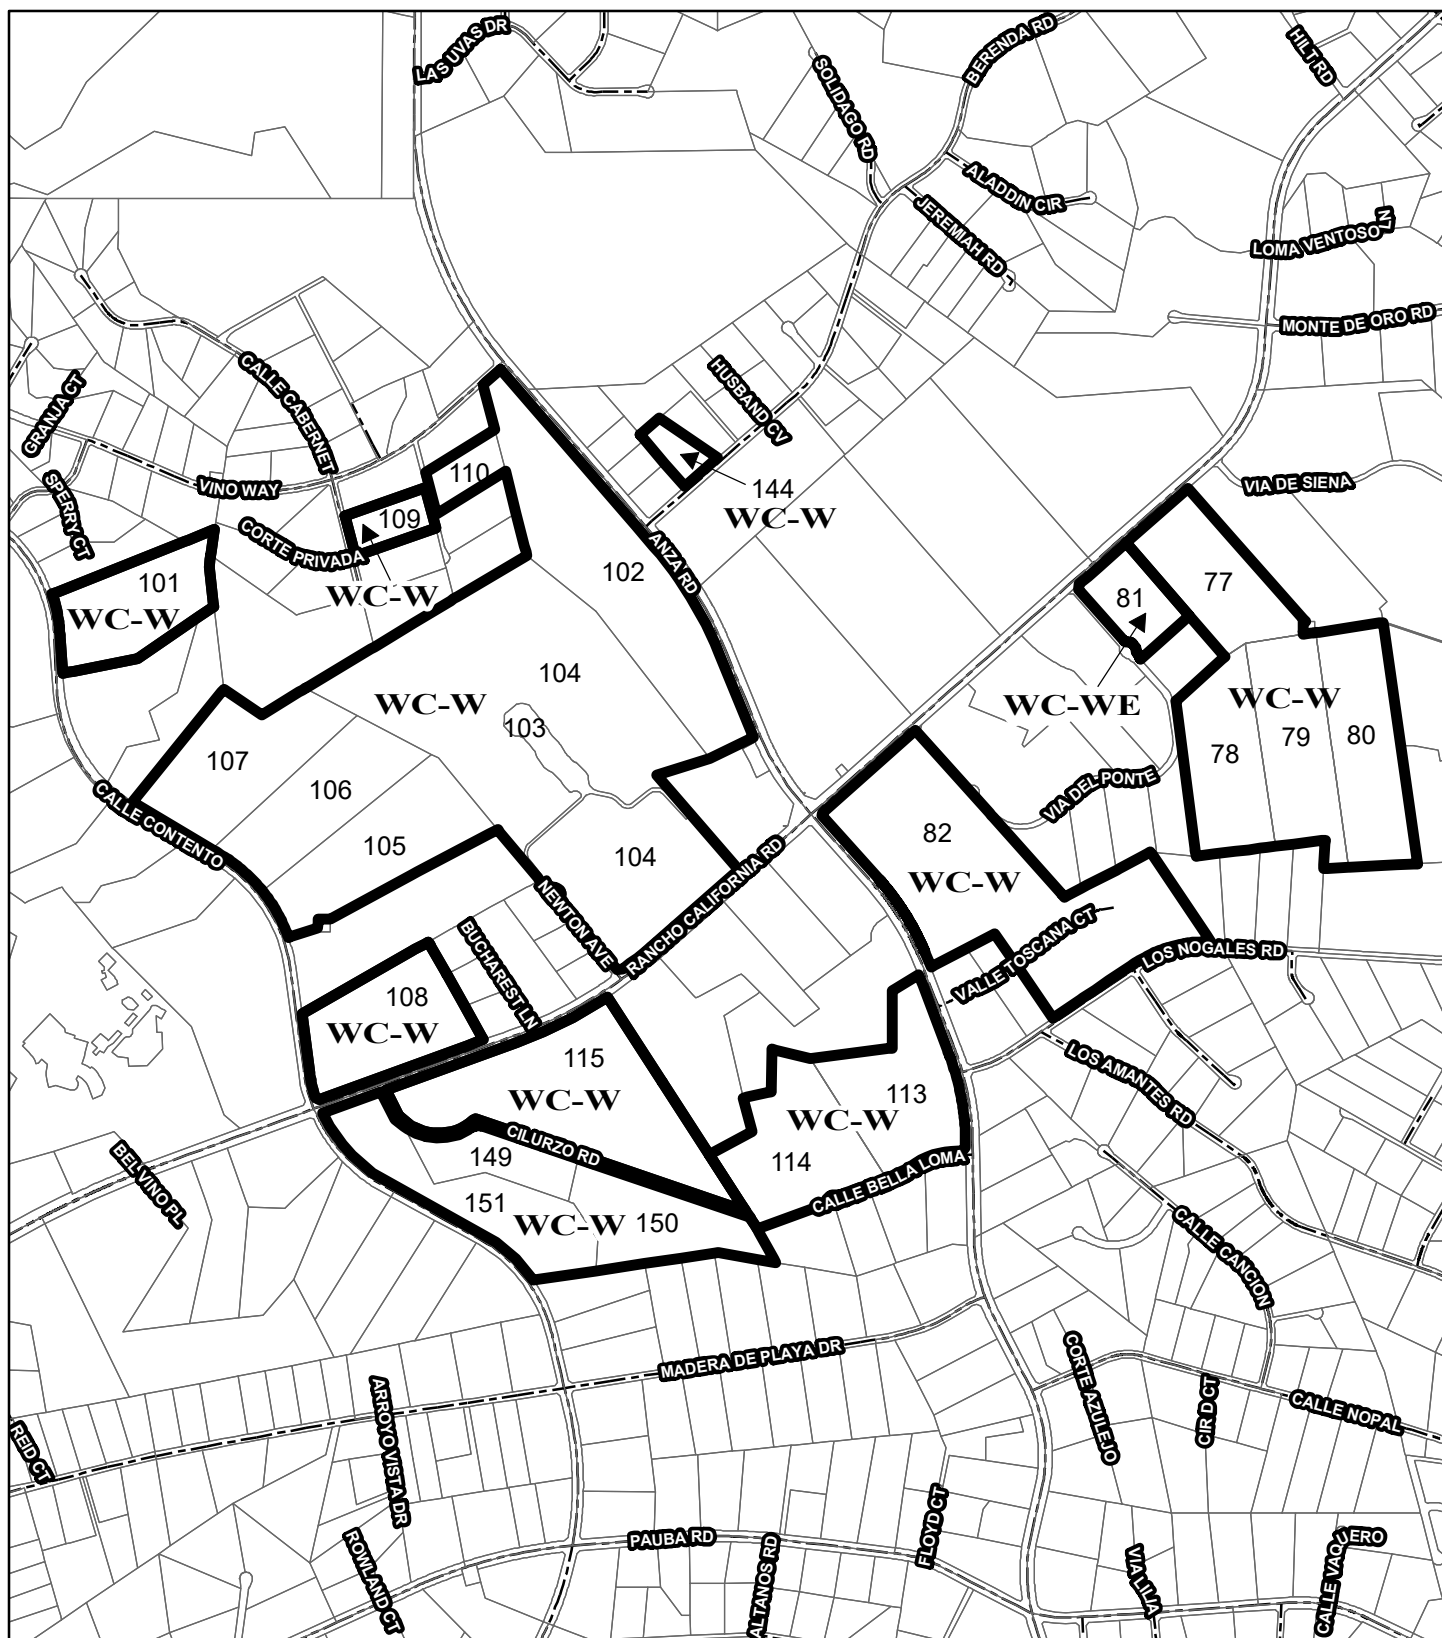 LAS UVAS DR
SOLIDAGO RD
BERENDA RD
HILT RD
ALADDIN CIR
JEREMIAH RD
LOMA VENTOSO LN
MONTE DE ORO RD
GRANJA CT
CALLE CABERNET
HUSBAND CV
SPERRY CT
VINO WAY
110
144
WC-W
VIA DE SIENA
109
CORTE PRIVADA
WC-W
ANZA RD
102
101
WC-W
81
77
104
WC-W
103
WC-WE
WC-W
107
106
78
79
80
VIA DEL PONTE
CALLE CONTENTO
105
104
82
WC-W
NEWTON AVE
RANCHO CALIFORNIA RD
BUCHAREST LN
VALLE TOSCANA CT
LOS NOGALES RD
108
WC-W
115
WC-W
113
WC-W
LOS AMANTES RD
CILURZO RD
149
114
CALLE BELLA LOMA
BELVINO PL
151
WC-W
150
CALLE CANCION
MADERA DE PLAYA DR
CORTE AZULEJO
CIR D CT
CALLE NOPAL
ARROYO VISTA DR
REID CT
ROWLAND CT
PAUBA RD
ALTANOS RD
FLOYD CT
VIA LILIA
CALLE VAQUERO